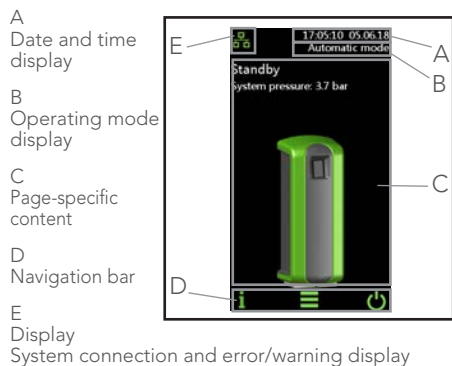 A
Date and time
display
B
Operating mode
display
C
Page-specific
content
D
Navigation bar
E
Display
System connection and error/warning display
E
17:05:10 05.06.18
Automatic mode
A
B
Standby
System pressure: 3.7 bar
C
D
i